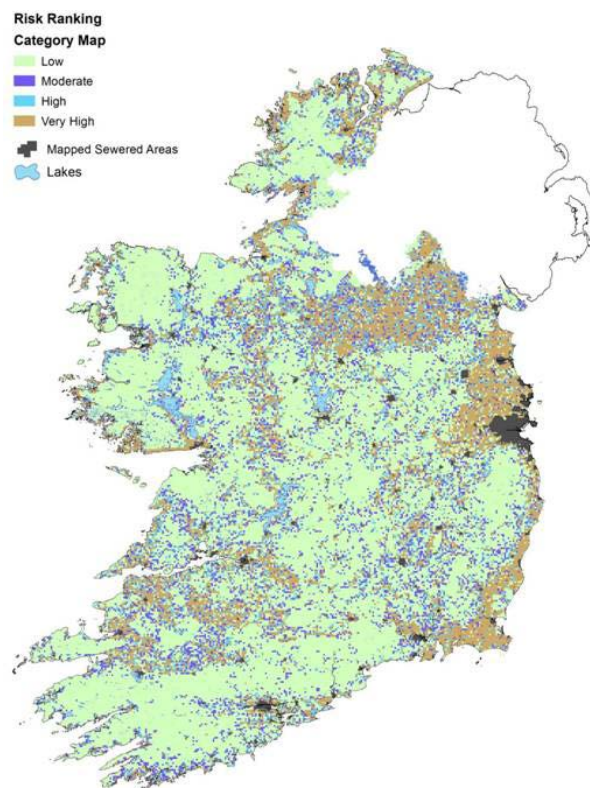 Risk Ranking
Category Map
Low
Moderate
High
Very High
Mapped Sewered Areas
Lakes